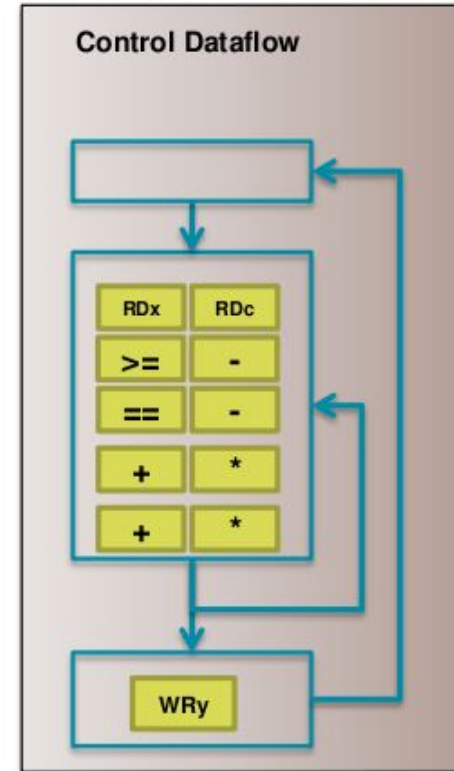 Control Dataflow
RDx RDc
>= -
== -
+ *
+ *
WRy